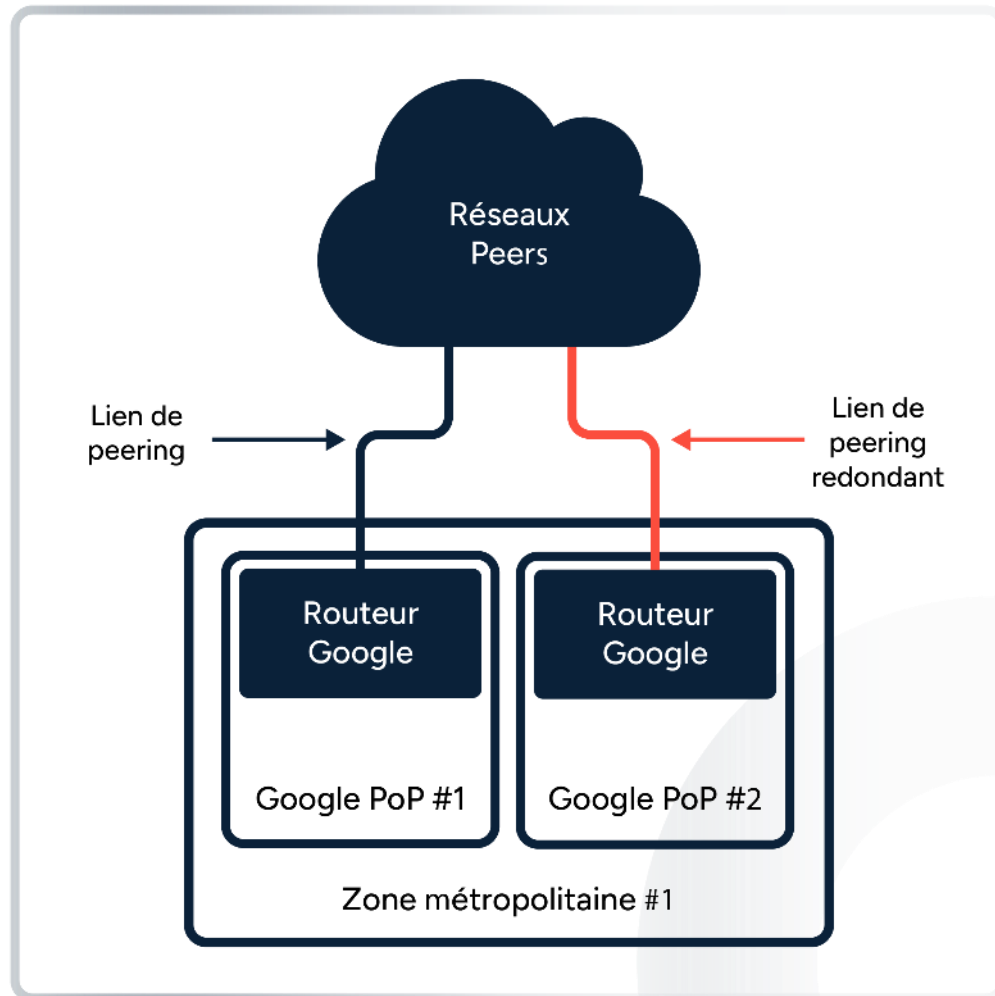 Réseaux
Peers
Lien de
peering
Lien de
peering
redondant
Routeur
Google
Routeur
Google
Google PoP #1
Google PoP #2
Zone métropolitaine #1